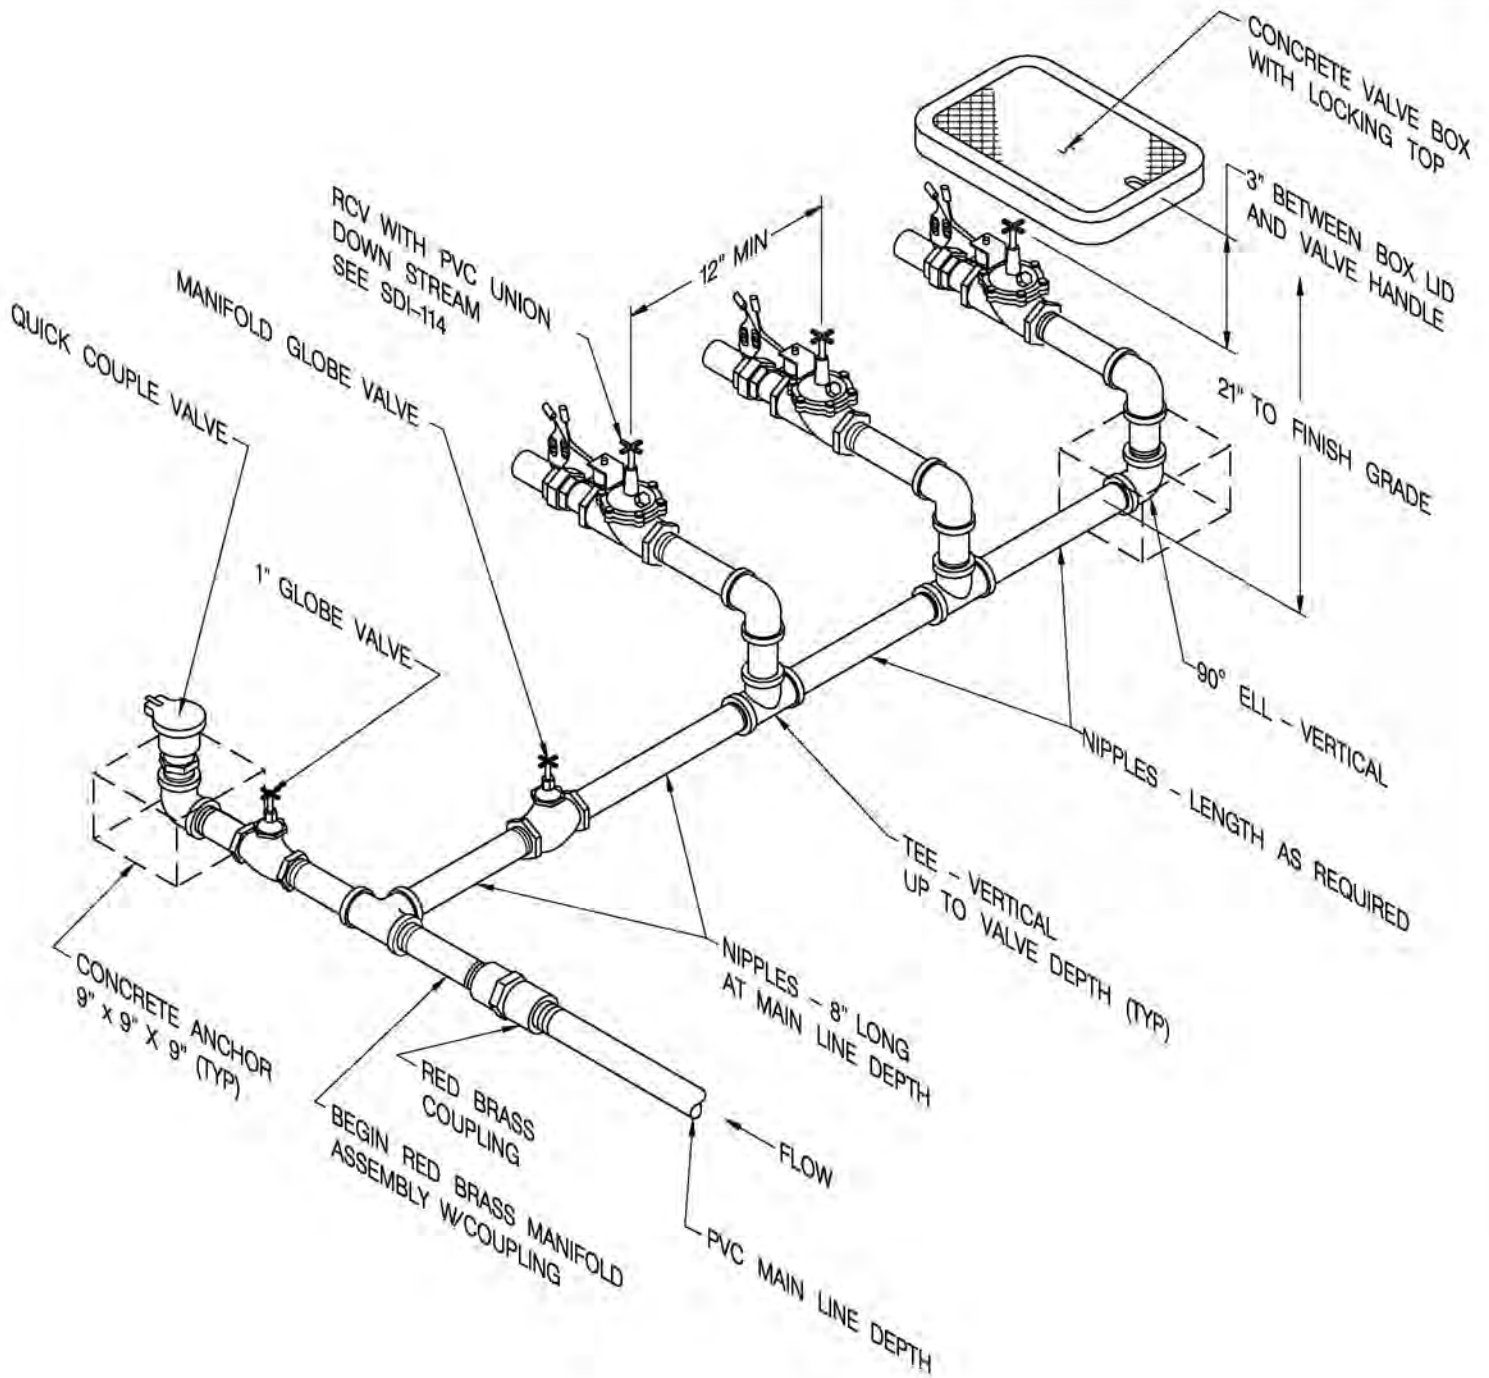 CONCRETE VALVE BOX
WITH LOCKING TOP
3" BETWEEN BOX LID
AND VALVE HANDLE
RCV WITH PVC UNION
DOWN STREAM
SEE SDI-114
12" MIN
MANIFOLD GLOBE VALVE
QUICK COUPLE VALVE
21" TO FINISH GRADE
1" GLOBE VALVE
90° ELL - VERTICAL
NIPPLES - LENGTH AS REQUIRED
TEE - VERTICAL
UP TO VALVE DEPTH (TYP)
NIPPLES - 8" LONG
AT MAIN LINE DEPTH
CONCRETE ANCHOR
9" X 9" X 9" (TYP)
RED BRASS
COUPLING
BEGIN RED BRASS MANIFOLD
ASSEMBLY W/COUPLING
FLOW
PVC MAIN LINE DEPTH